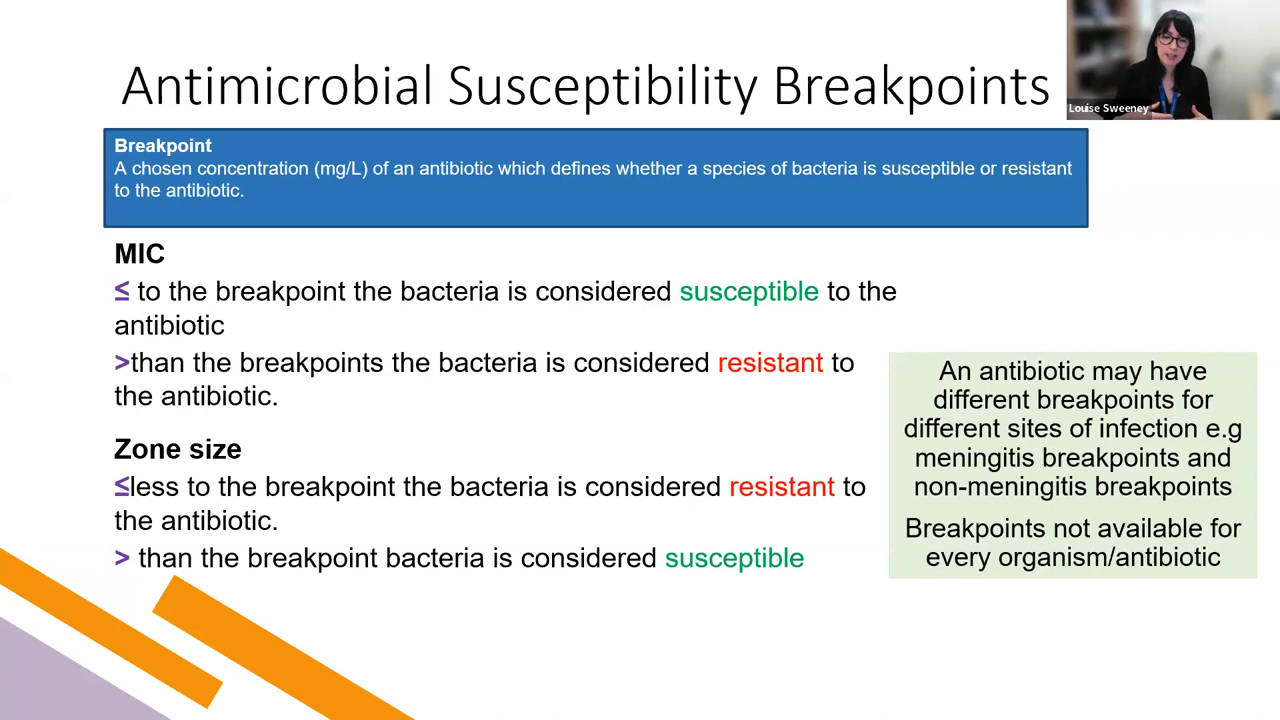 Antimicrobial Susceptibility Breakpoints
Louise Sweeney
Breakpoint
A chosen concentration (mg/L) of an antibiotic which defines whether a species of bacteria is susceptible or resistant
to the antibiotic.
MIC
≤ to the breakpoint the bacteria is considered susceptible to the
antibiotic
>than the breakpoints the bacteria is considered resistant to
the antibiotic.
Zone size
≤less to the breakpoint the bacteria is considered resistant to
the antibiotic.
> than the breakpoint bacteria is considered susceptible
An antibiotic may have
different breakpoints for
different sites of infection e.g
meningitis breakpoints and
non-meningitis breakpoints
Breakpoints not available for
every organism/antibiotic